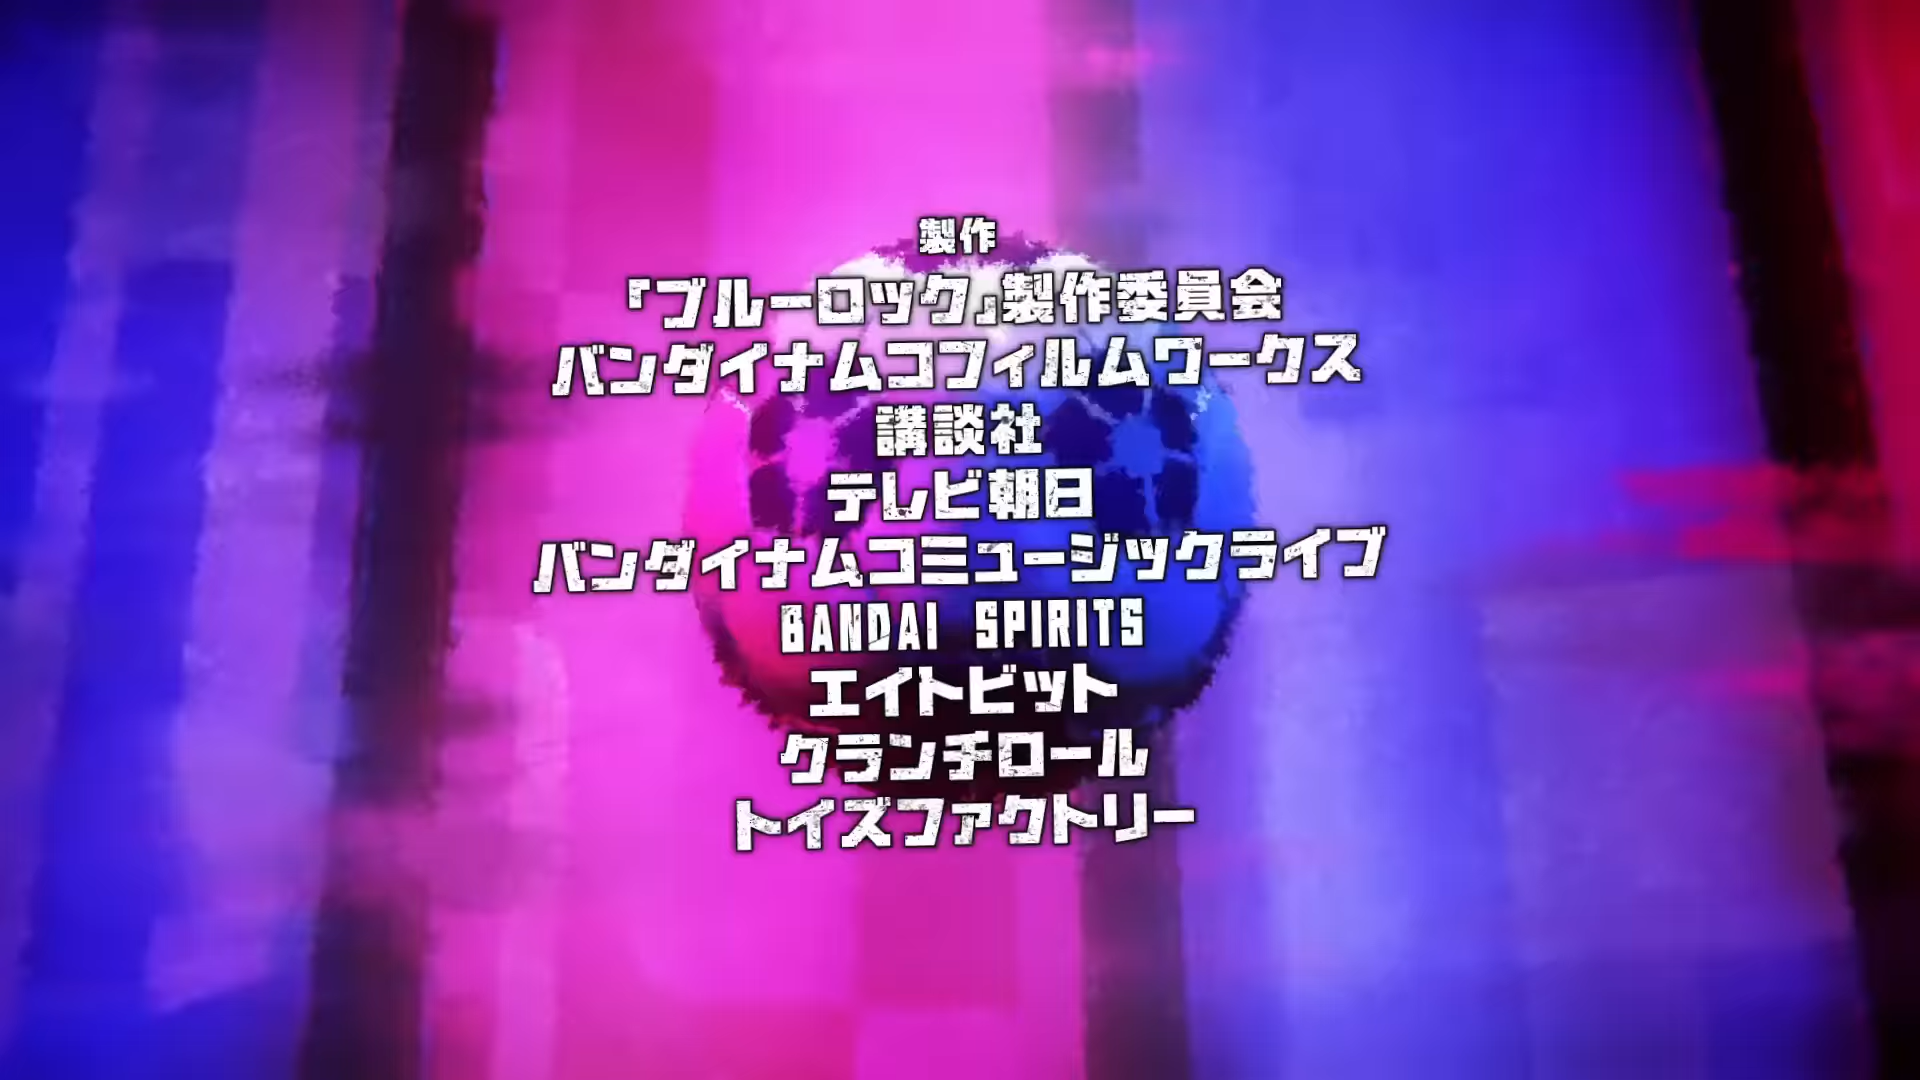 製作
『ブルーロック』製作委員会
バンダイナムコフィルムワークス
講談社
テレビ朝日
バンダイナムコミュージックライブ
BANDAI SPIRITS
エイトビット
クランチロール
トイズファクトリー